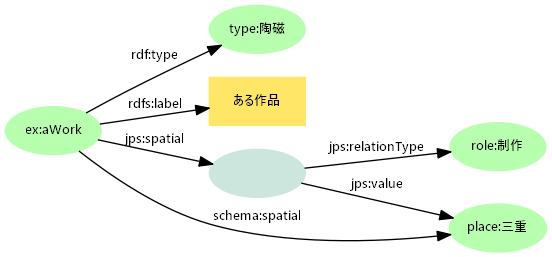 type:陶磁
rdf:type
rdfs:label
ある作品
ex:aWork
jps:spatial
jps:relationType
role:制作
jps:value
schema:spatial
place:三重